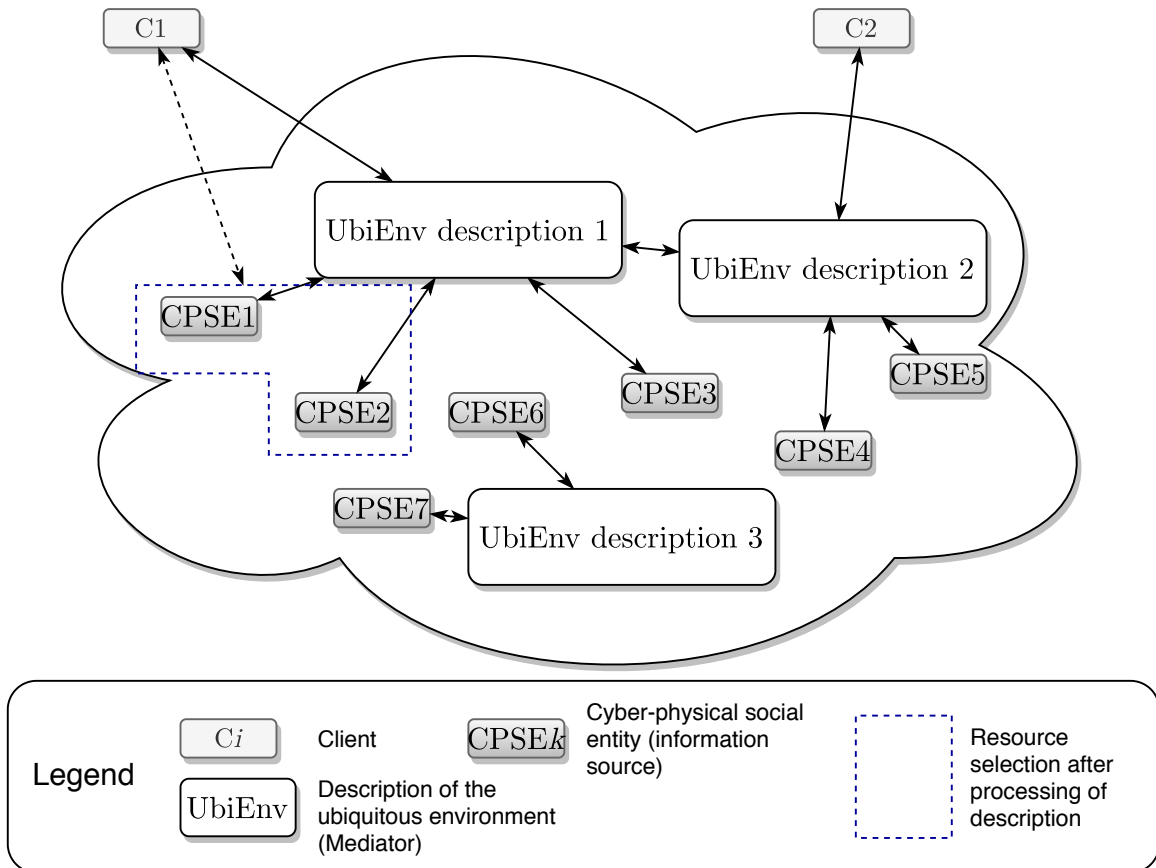 C1
C2
UbiEnv description 1
UbiEnv description 2
CPSE1
CPSE2
CPSE3
CPSE5
CPSE6
CPSE4
CPSE7
UbiEnv description 3
Legend
Ci
Client
CPSEk
Cyber-physical social
entity (information
source)
Resource
selection after
processing of
description
UbiEnv
Description of the
ubiquitous environment
(Mediator)